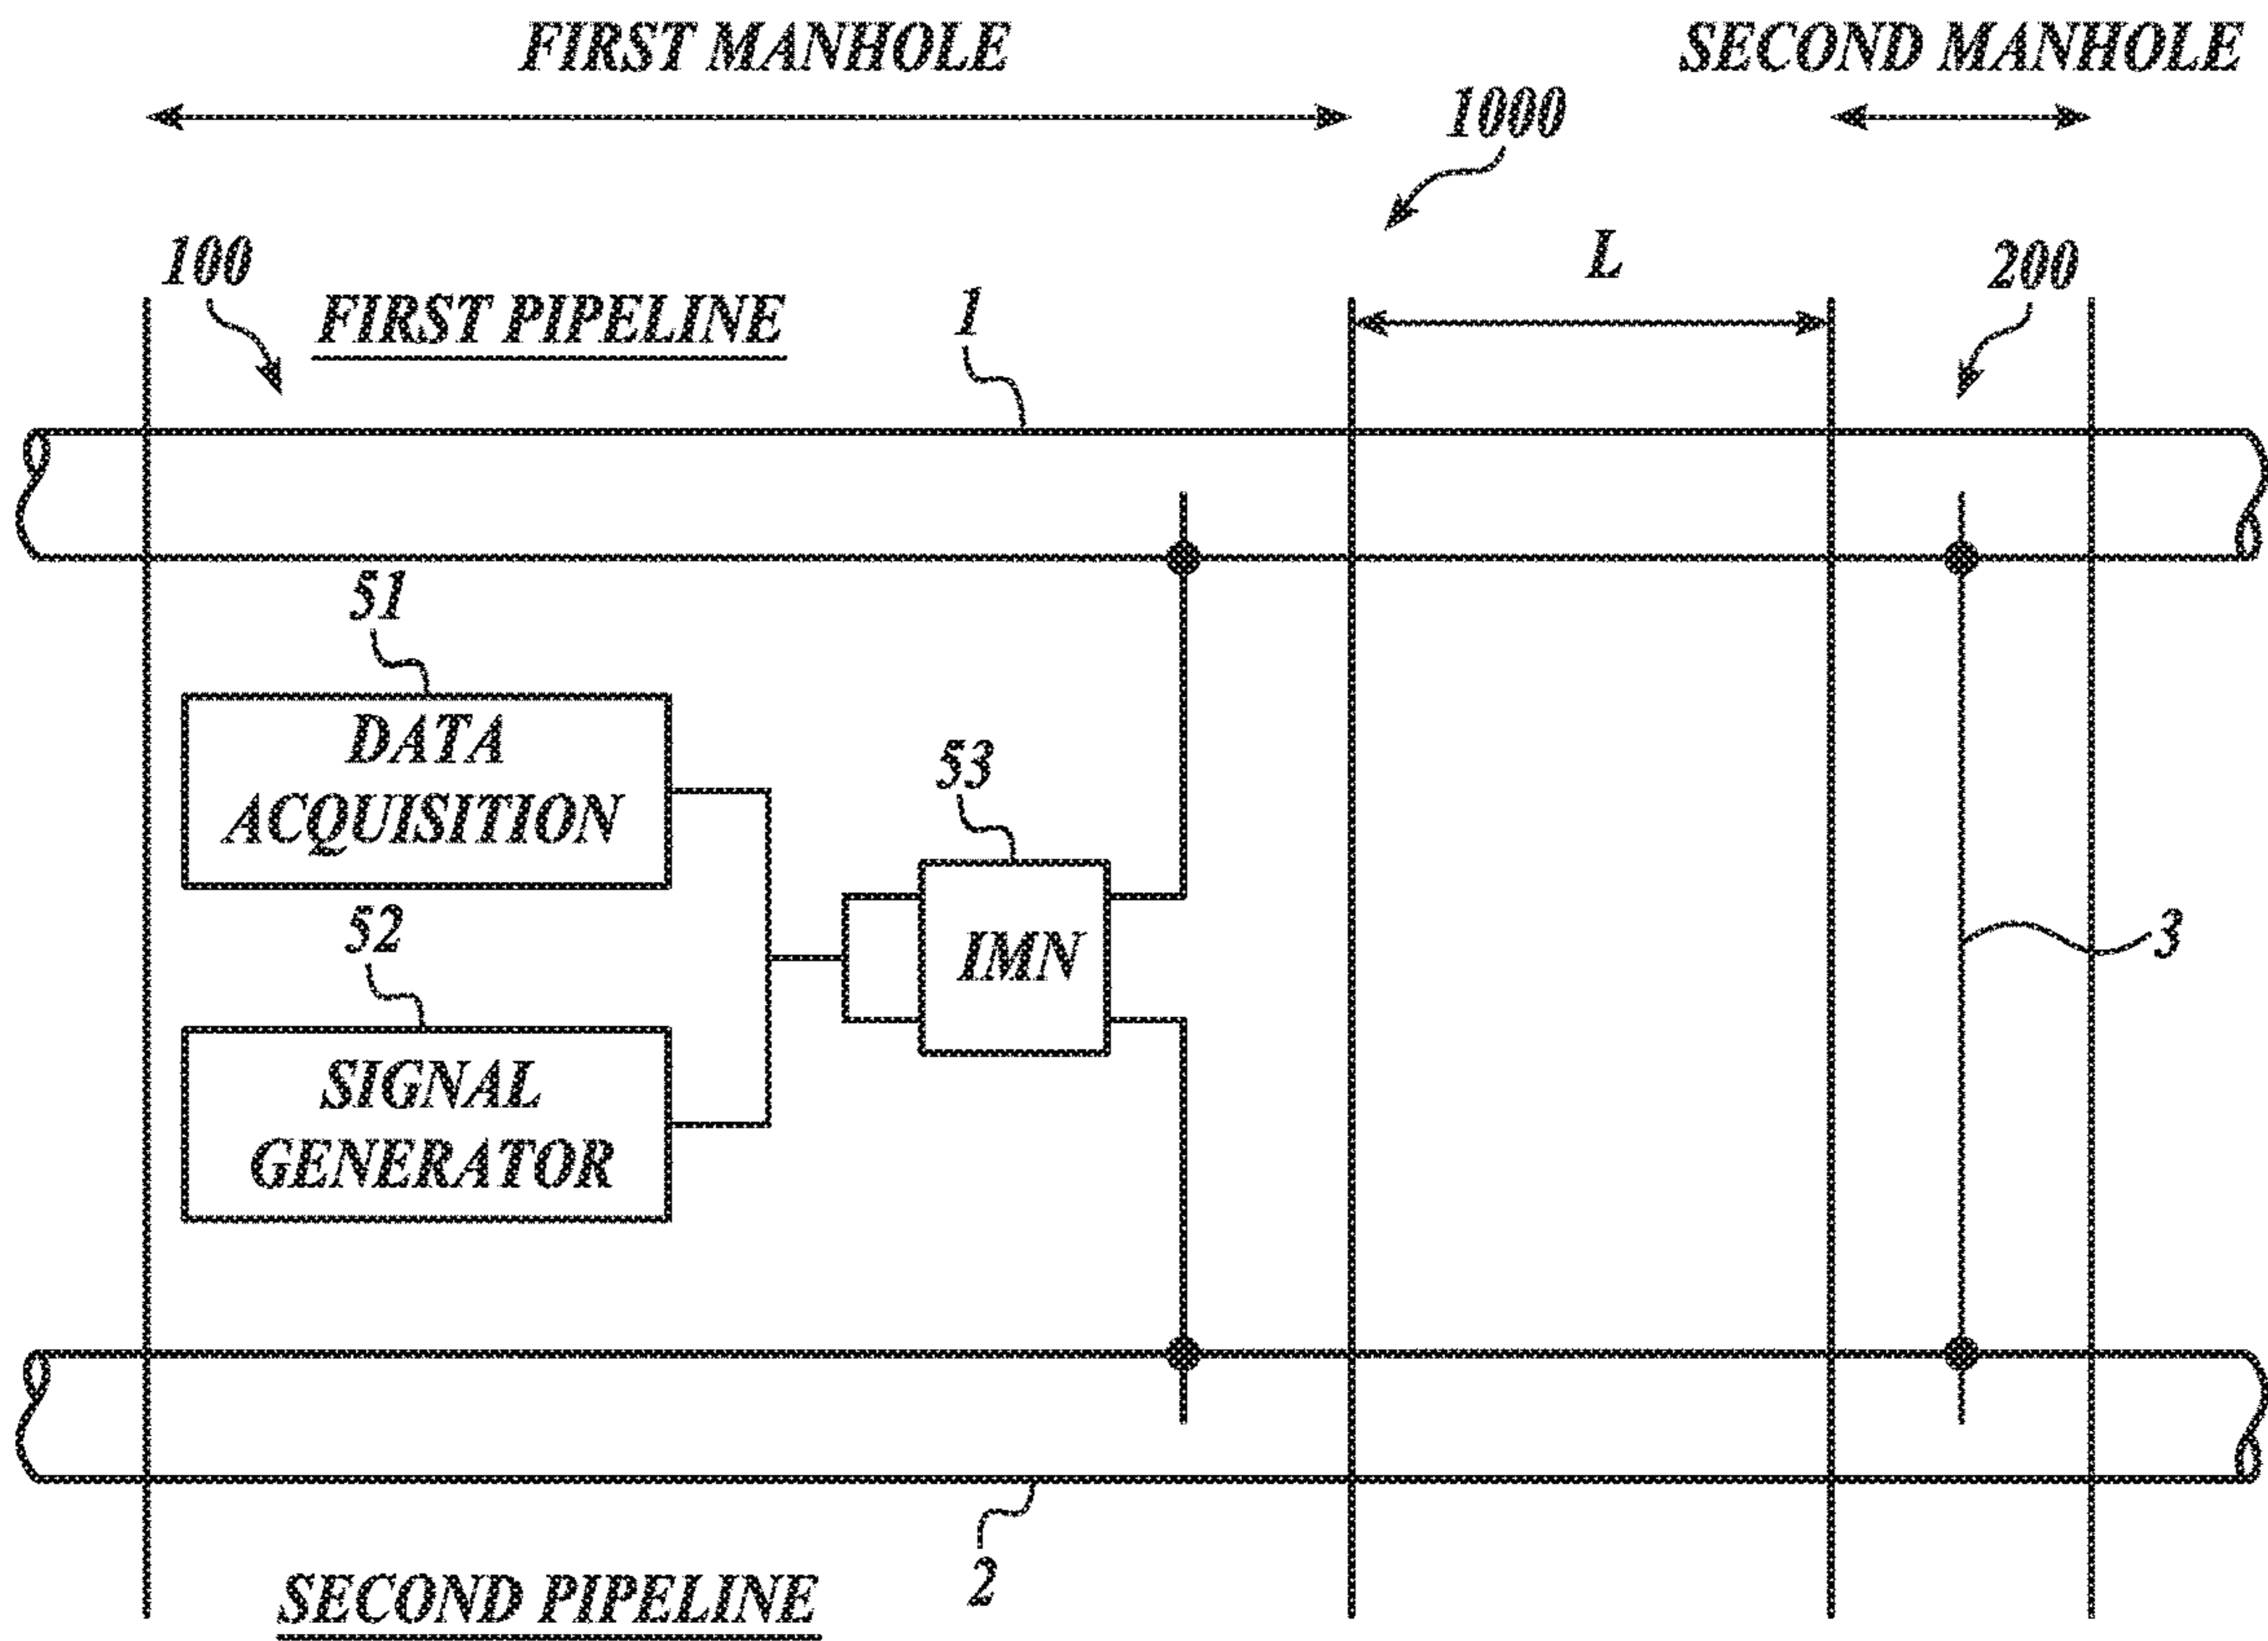 FIRST MANHOLE
SECOND MANHOLE
1000
100
L
200
FIRST PIPELINE
1
51
DATA
ACQUISITION
53
52
IMN
3
SIGNAL
GENERATOR
2
SECOND PIPELINE